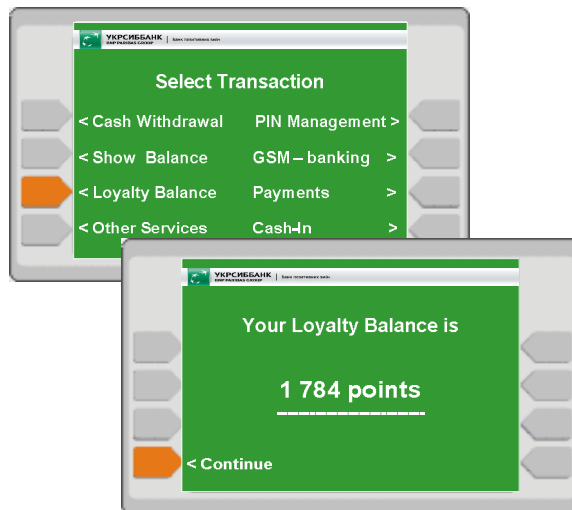 УКРСИББАНК
BNP PARIBAS GROUP
Select Transaction
< Cash Withdrawal PIN Management >
< Show Balance GSM – banking >
< Loyalty Balance Payments >
< Other Services Cash-In >
УКРСИББАНК
BNP PARIBAS GROUP
Your Loyalty Balance is
1 784 points
< Continue